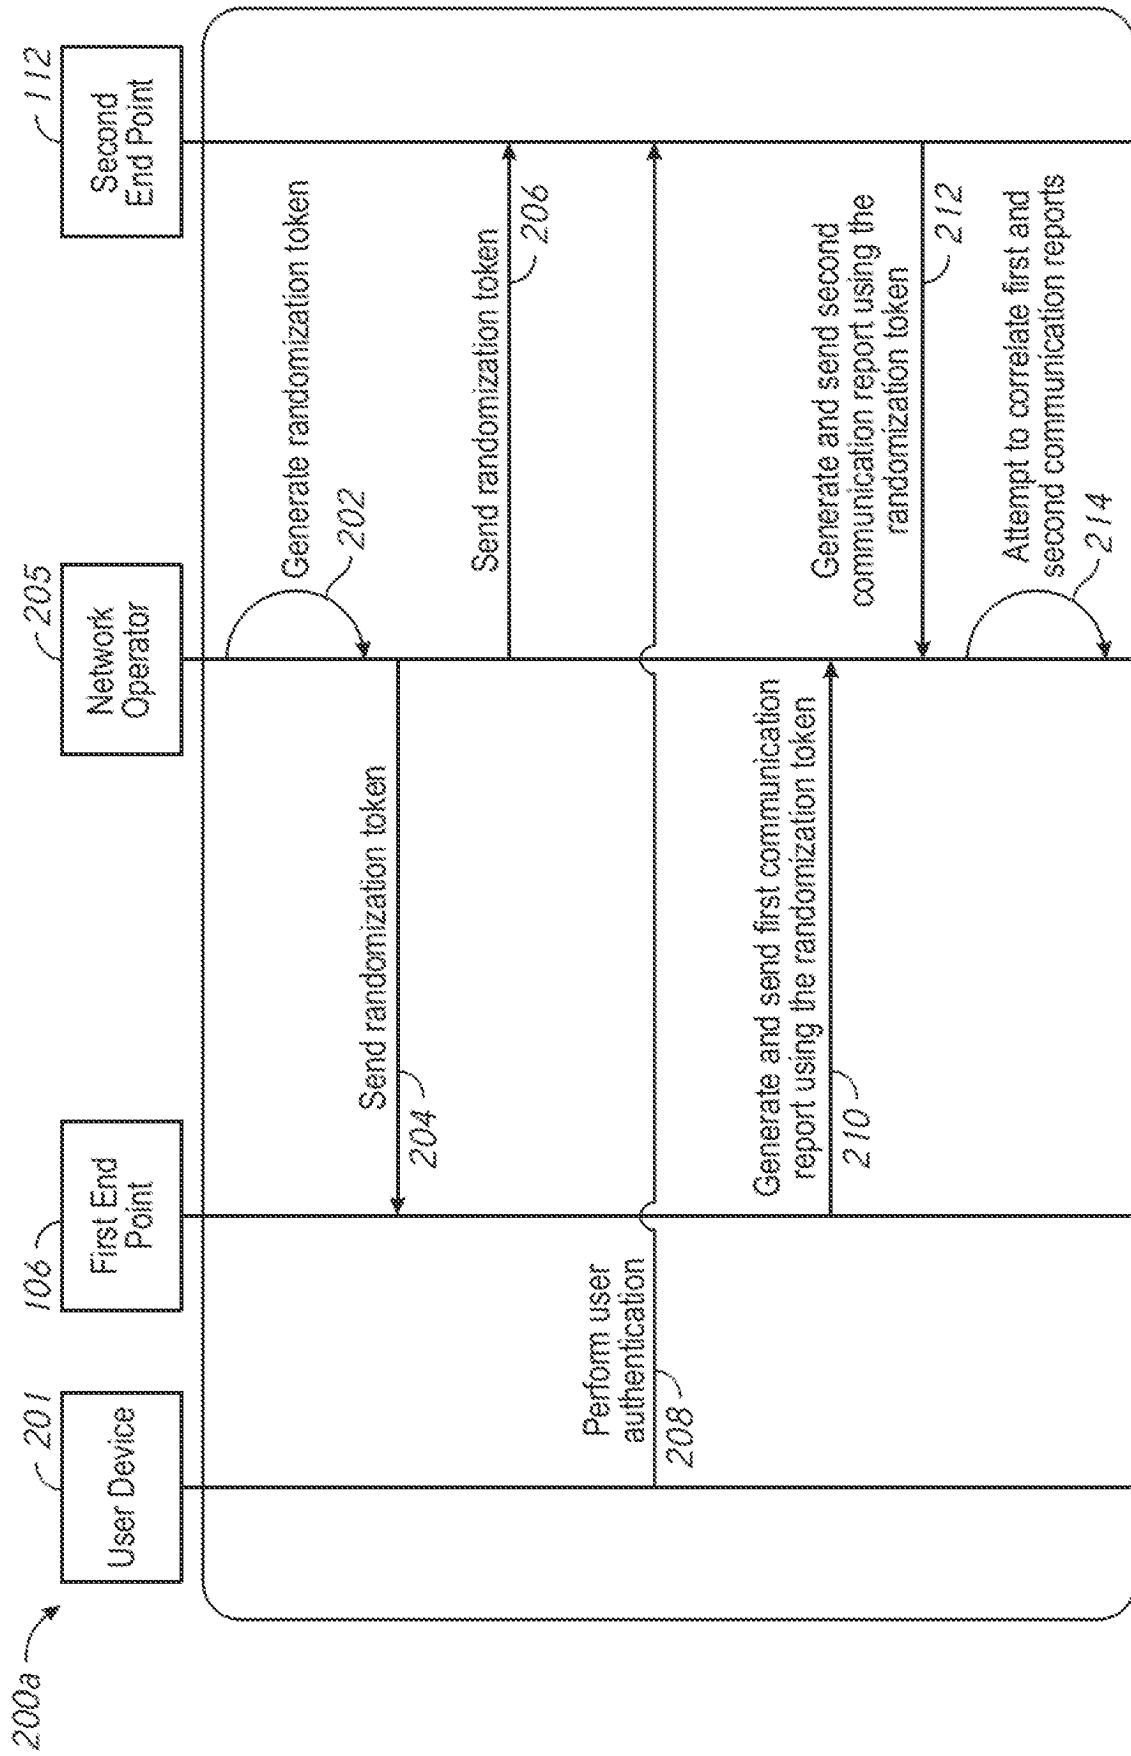 200a
201
User Device
106
First End
Point
205
Network
Operator
112
Second
End Point
Generate randomization token
202
Send randomization token
204
Send randomization token
206
Perform user
authentication
208
Generate and send first communication
report using the randomization token
210
Generate and send second
communication report using the
randomization token
212
Attempt to correlate first and
second communication reports
214